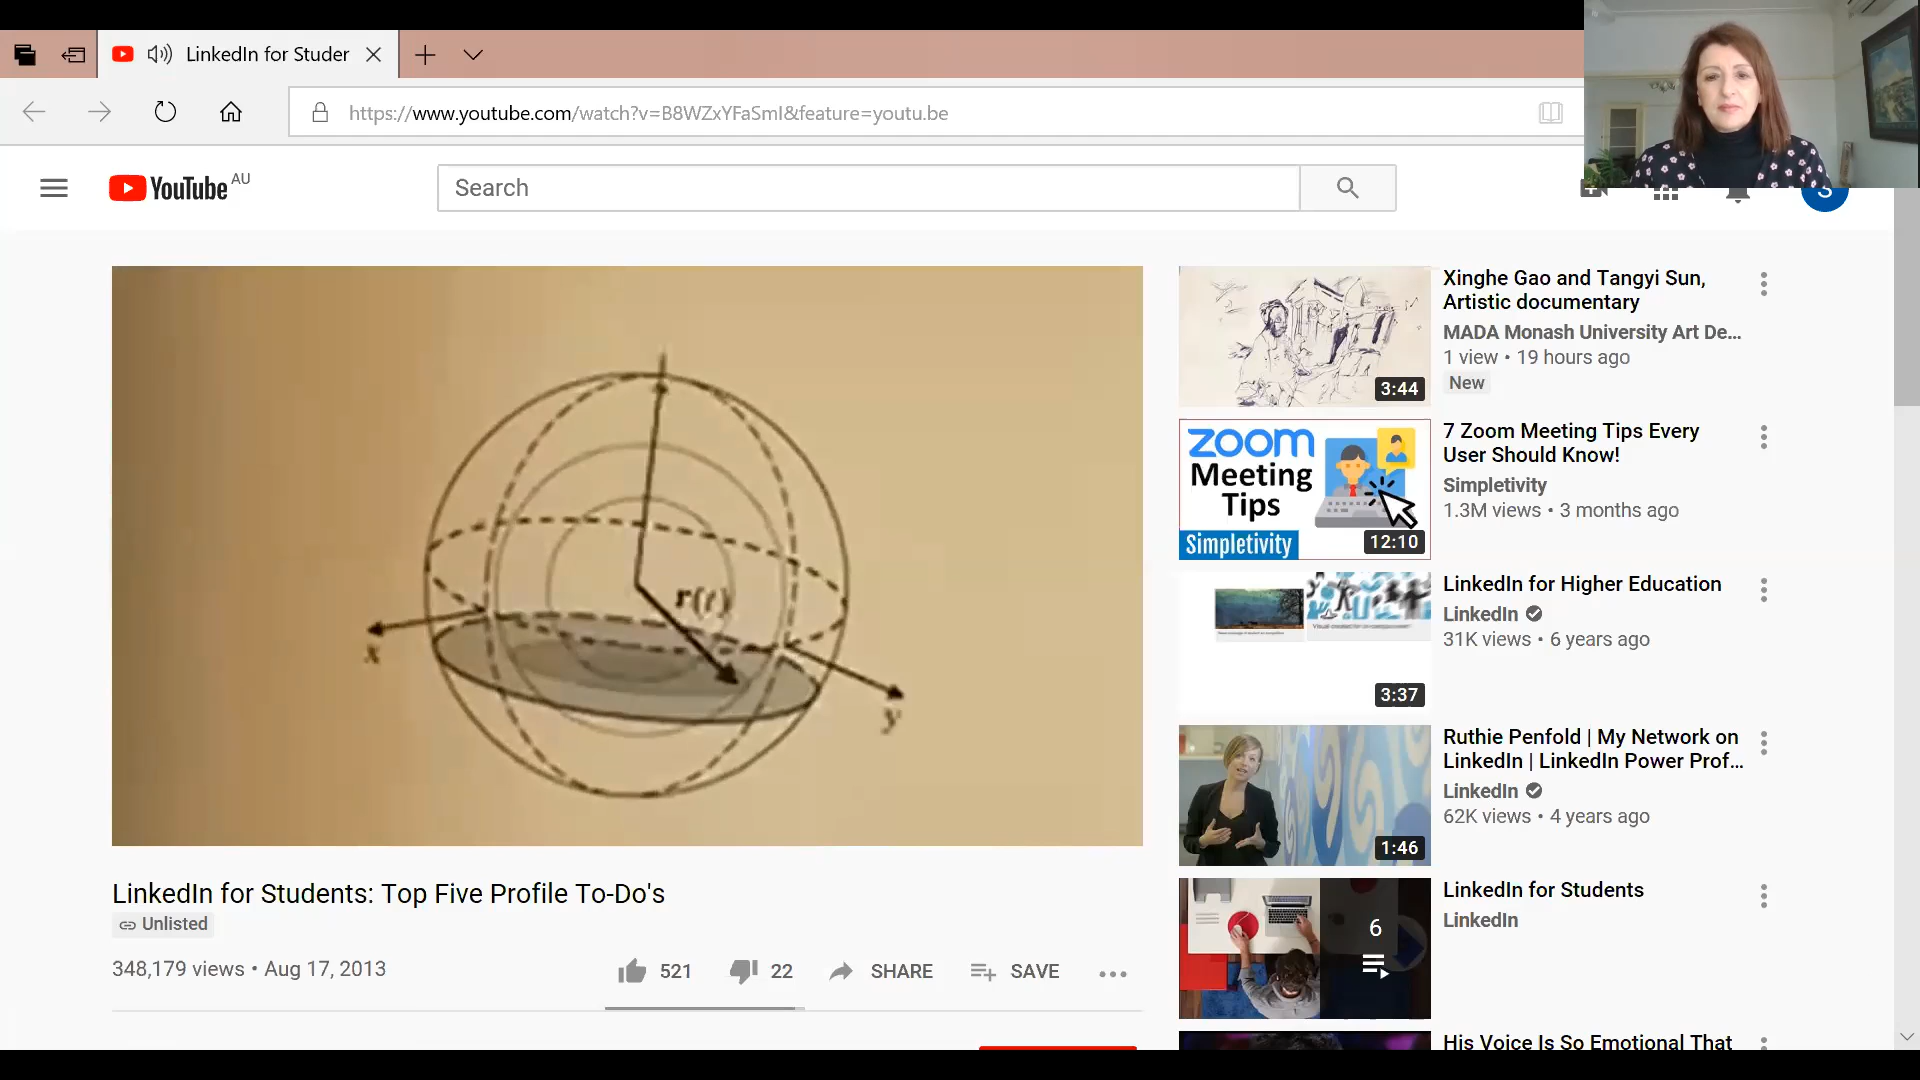 LinkedIn for Studer
https://www.youtube.com/watch?v=B8WZxYFaSmI&feature=youtu.be
YouTube AU
Search
S
r(t)
x
y
LinkedIn for Students: Top Five Profile To-Do's
Unlisted
348,179 views • Aug 17, 2013
521
22
SHARE
SAVE
3:44
Xinghe Gao and Tangyi Sun,
Artistic documentary
MADA Monash University Art De...
1 view • 19 hours ago
New
zoom
Meeting
Tips
Simpletivity
12:10
7 Zoom Meeting Tips Every
User Should Know!
Simpletivity
1.3M views • 3 months ago
3:37
LinkedIn for Higher Education
LinkedIn
31K views • 6 years ago
1:46
Ruthie Penfold | My Network on
LinkedIn | LinkedIn Power Prof...
LinkedIn
62K views • 4 years ago
6
LinkedIn for Students
LinkedIn
His Voice Is So Emotional That